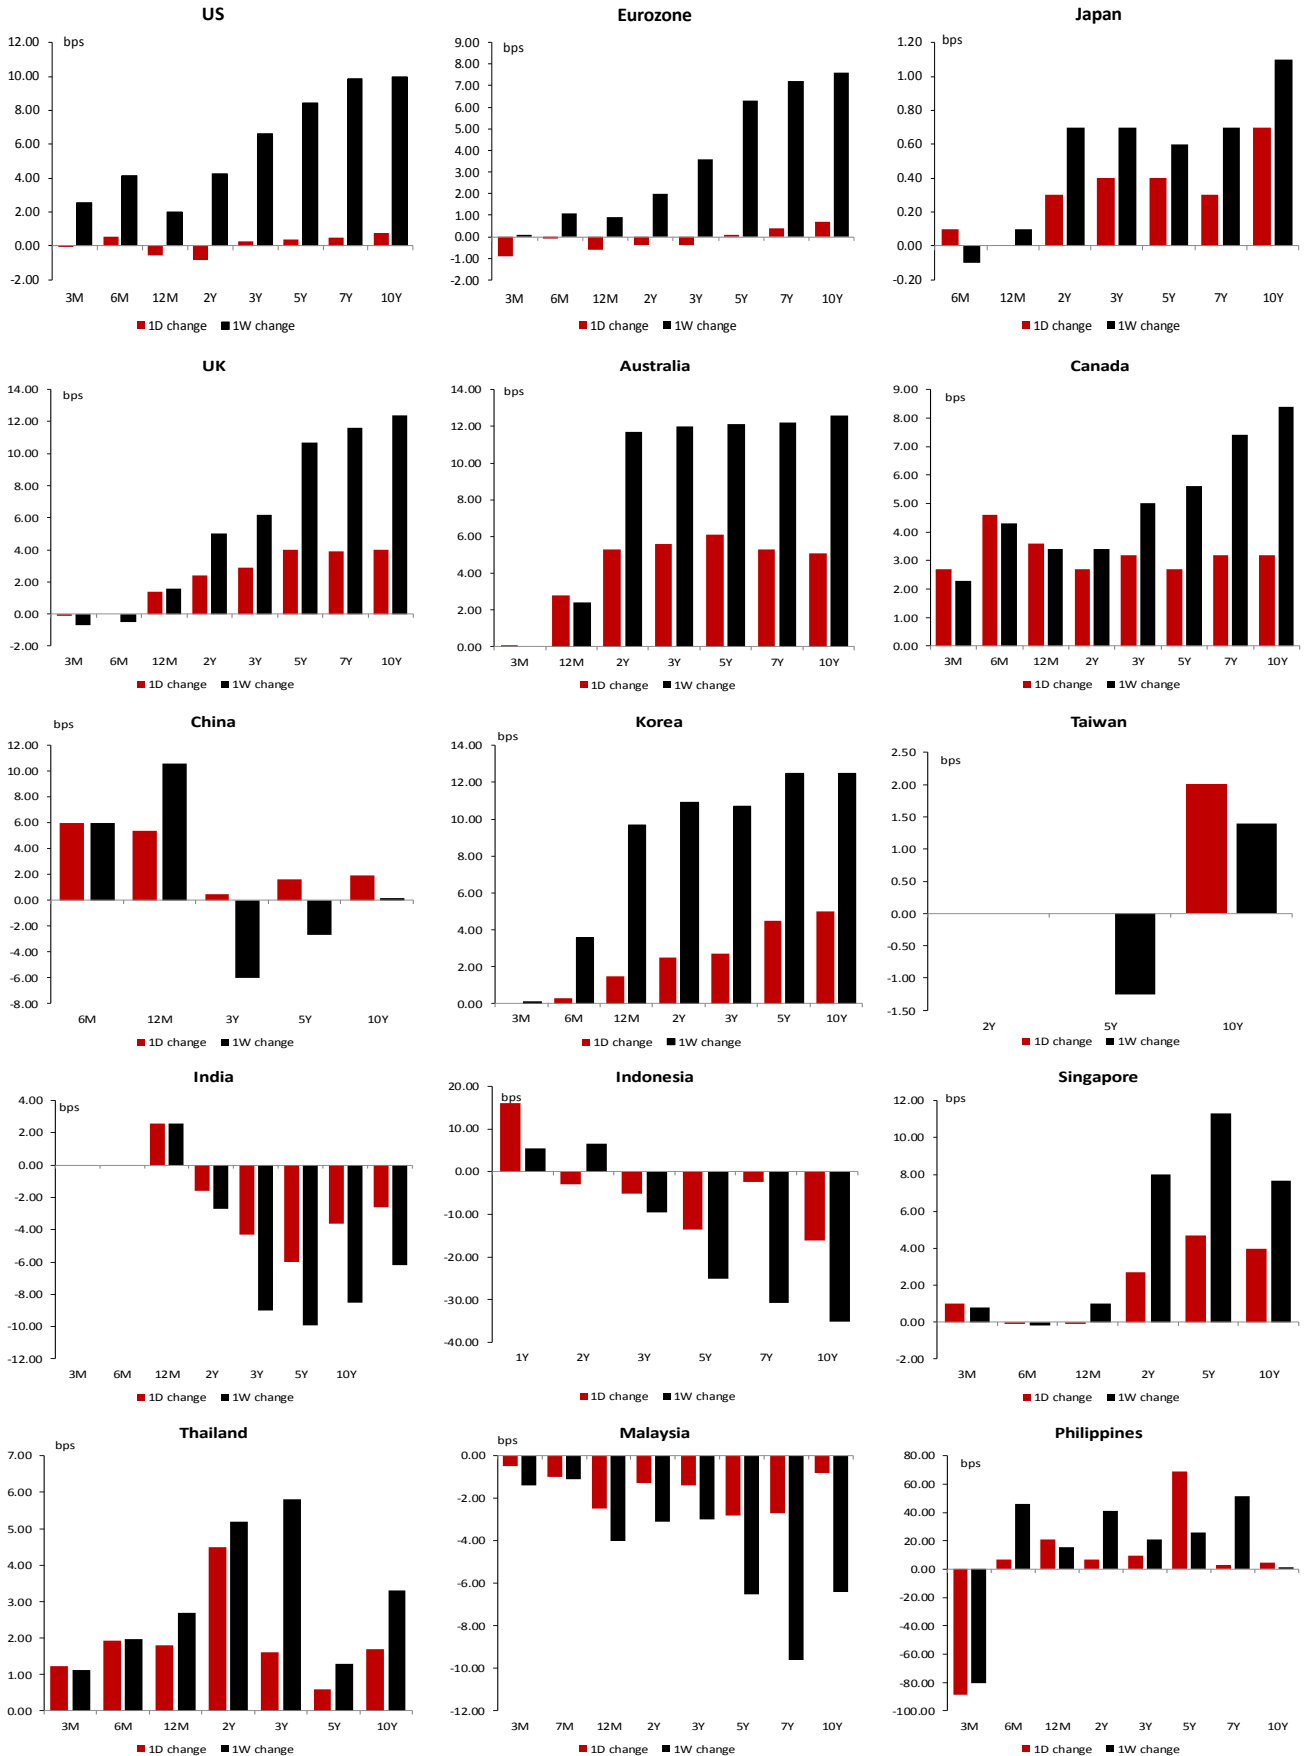 US
bps
12.00
10.00
8.00
6.00
4.00
2.00
0.00
-2.00
3M 6M 12M 2Y 3Y 5Y 7Y 10Y
1D change 1W change
Eurozone
bps
9.00
8.00
7.00
6.00
5.00
4.00
3.00
2.00
1.00
0.00
-1.00
-2.00
3M 6M 12M 2Y 3Y 5Y 7Y 10Y
1D change 1W change
Japan
bps
1.20
1.00
0.80
0.60
0.40
0.20
0.00
0.20
6M 12M 2Y 3Y 5Y 7Y 10Y
1D change 1W change
UK
bps
14.00
12.00
10.00
8.00
6.00
4.00
2.00
0.00
-2.00
3M 6M 12M 2Y 3Y 5Y 7Y 10Y
1D change 1W change
Australia
bps
14.00
12.00
10.00
8.00
6.00
4.00
2.00
0.00
3M 12M 2Y 3Y 5Y 7Y 10Y
1D change 1W change
Canada
bps
9.00
8.00
7.00
6.00
5.00
4.00
3.00
2.00
1.00
0.00
3M 6M 12M 2Y 3Y 5Y 7Y 10Y
1D change 1W change
China
bps
12.00
10.00
8.00
6.00
4.00
2.00
0.00
-2.00
-4.00
-6.00
-8.00
6M 12M 3Y 5Y 10Y
1D change 1W change
Korea
bps
14.00
12.00
10.00
8.00
6.00
4.00
2.00
0.00
3M 6M 12M 2Y 3Y 5Y 10Y
1D change 1W change
Taiwan
bps
2.50
2.00
1.50
1.00
0.50
0.00
-0.50
-1.00
-1.50
2Y 5Y 10Y
1D change 1W change
India
bps
4.00
2.00
0.00
-2.00
-4.00
-6.00
-8.00
-10.00
-12.00
3M 6M 12M 2Y 3Y 5Y 10Y
1D change 1W change
Indonesia
bps
20.00
10.00
0.00
-10.00
-20.00
-30.00
-40.00
1Y 2Y 3Y 5Y 7Y 10Y
1D change 1W change
Singapore
bps
12.00
10.00
8.00
6.00
4.00
2.00
0.00
-2.00
3M 6M 12M 2Y 5Y 10Y
1D change 1W change
Thailand
bps
7.00
6.00
5.00
4.00
3.00
2.00
1.00
0.00
3M 6M 12M 2Y 3Y 5Y 10Y
1D change 1W change
Malaysia
bps
0.00
-2.00
-4.00
-6.00
-8.00
-10.00
-12.00
3M 7M 12M 2Y 3Y 5Y 7Y 10Y
1D change 1W change
Philippines
bps
80.00
60.00
40.00
20.00
0.00
-20.00
-40.00
-60.00
-80.00
-100.00
3M 6M 12M 2Y 3Y 5Y 7Y 10Y
1D change 1W change